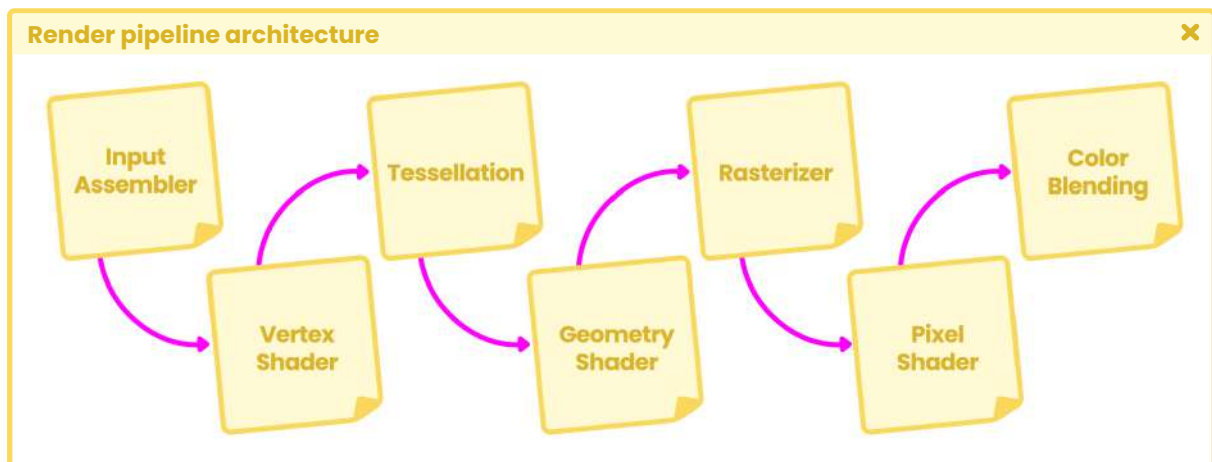 Render pipeline architecture
Input
Assembler
Vertex
Shader
Tessellation
Geometry
Shader
Rasterizer
Pixel
Shader
Color
Blending